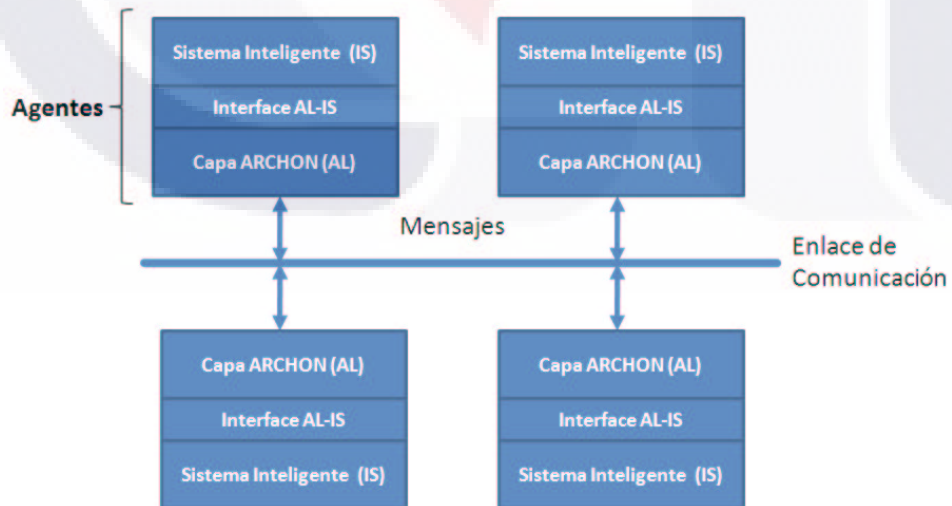 Sistema Inteligente (IS)
Interface AL-IS
Capa ARCHON (AL)
Agentes
Sistema Inteligente (IS)
Interface AL-IS
Capa ARCHON (AL)
Mensajes
Enlace de
Comunicación
Capa ARCHON (AL)
Interface AL-IS
Sistema Inteligente (IS)
Capa ARCHON (AL)
Interface AL-IS
Sistema Inteligente (IS)